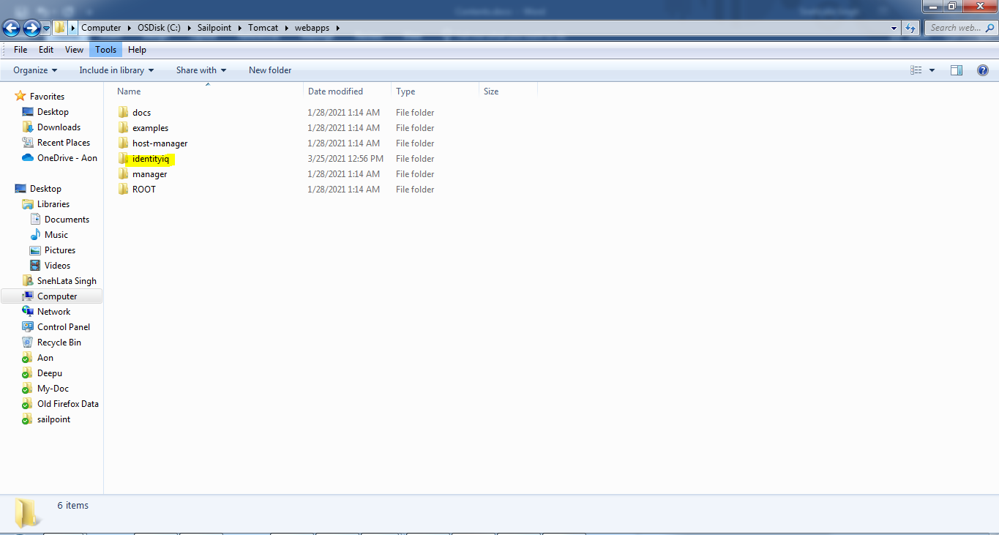 Computer OSDisk (C:) Sailpoint Tomcat webapps
Search web...
File Edit View Tools Help
Organize Include in library Share with New folder
Name Date modified Type Size
Favorites
Desktop
Downloads
Recent Places
OneDrive - Aon
Desktop
Libraries
Documents
Music
Pictures
Videos
SnehLata Singh
Computer
Network
Control Panel
Recycle Bin
Aon
Deepu
My-Doc
Old Firefox Data
sailpoint
docs 1/28/2021 1:14 AM File folder
examples 1/28/2021 1:14 AM File folder
host-manager 1/28/2021 1:14 AM File folder
identityiq 3/25/2021 12:56 PM File folder
manager 1/28/2021 1:14 AM File folder
ROOT 1/28/2021 1:14 AM File folder
6 items